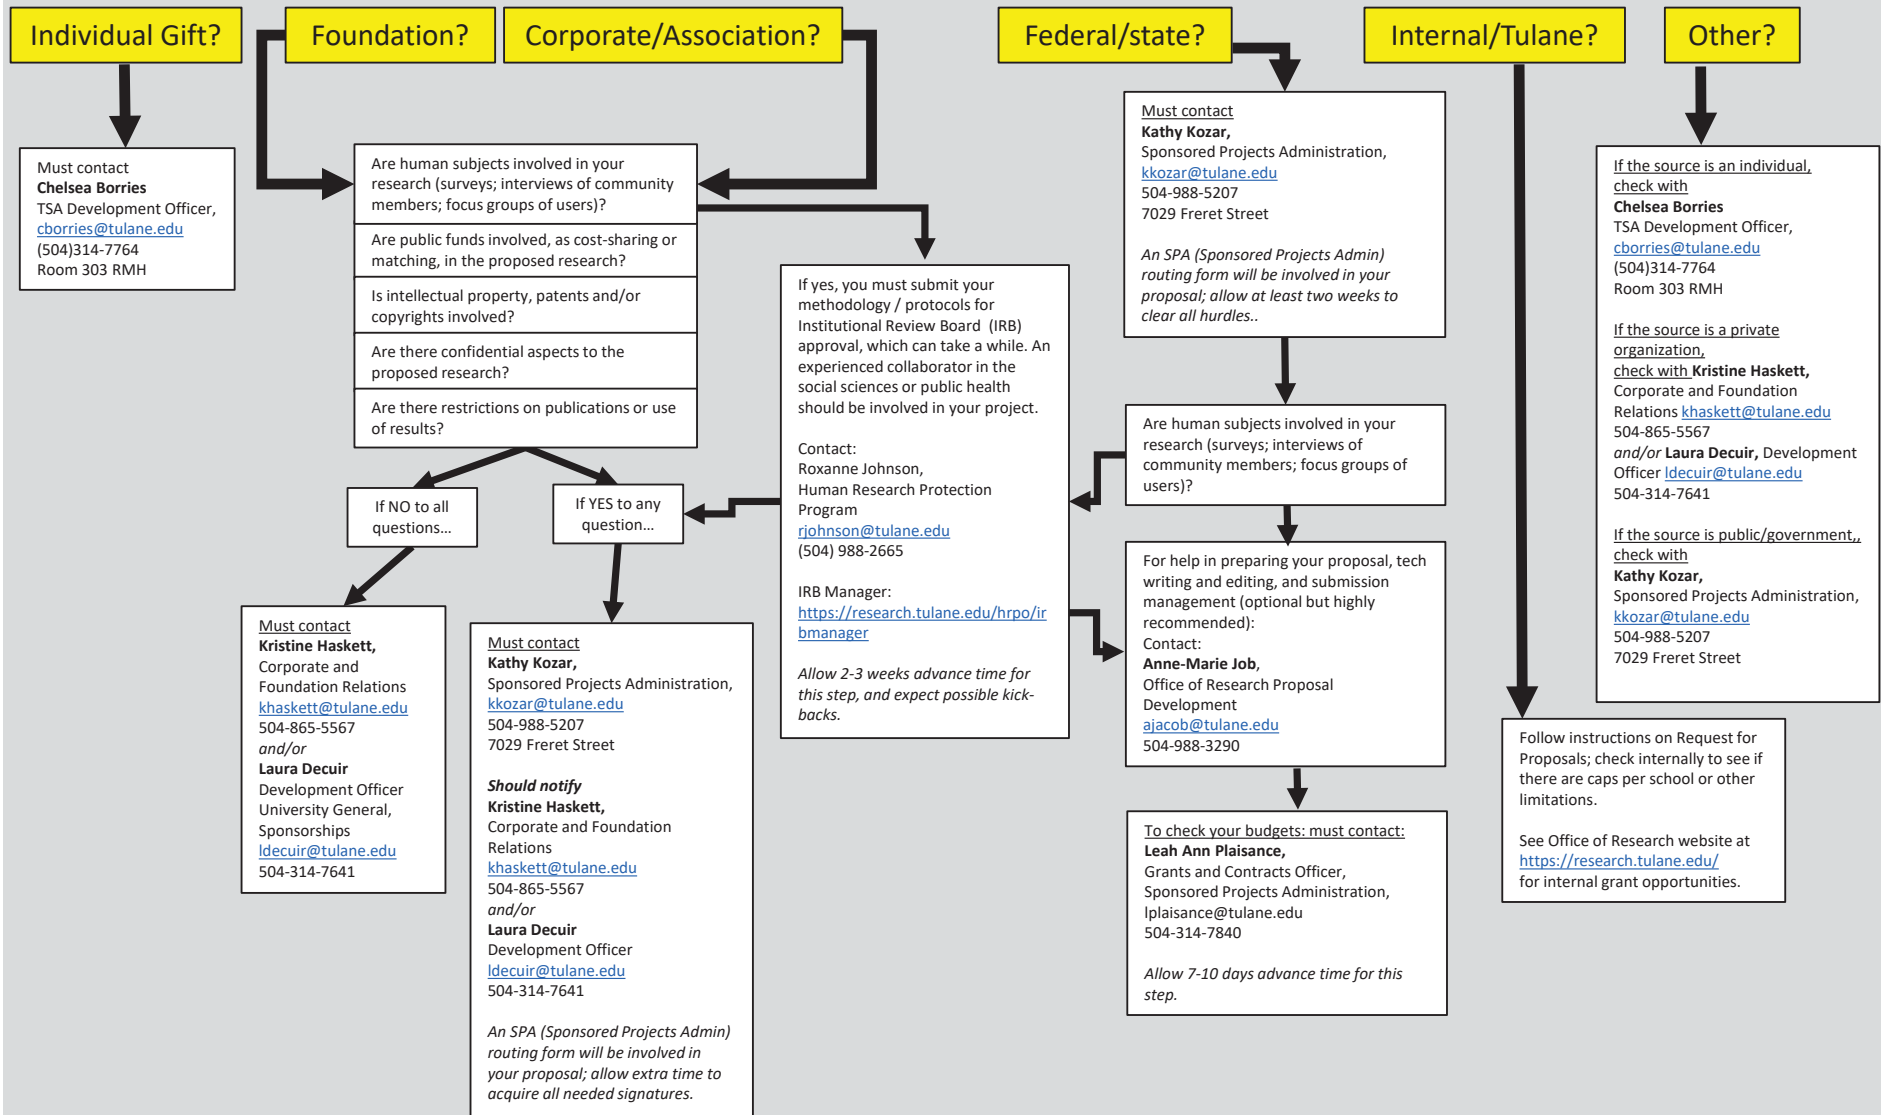 Individual Gift?
Foundation?
Corporate/Association?
Federal/state?
Internal/Tulane?
Other?
Must contact
Chelsea Borries
TSA Development Officer,
cborries@tulane.edu
(504)314-7764
Room 303 RMH
Are human subjects involved in your
research (surveys; interviews of community
members; focus groups of users)?
Are public funds involved, as cost-sharing or
matching, in the proposed research?
Is intellectual property, patents and/or
copyrights involved?
Are there confidential aspects to the
proposed research?
Are there restrictions on publications or use
of results?
If NO to all
questions…
If YES to any
question…
Must contact
Kristine Haskett,
Corporate and
Foundation Relations
khaskett@tulane.edu
504-865-5567
and/or
Laura Decuir
Development Officer
University General,
Sponsorships
ldecuir@tulane.edu
504-314-7641
Must contact
Kathy Kozar,
Sponsored Projects Administration,
kkozar@tulane.edu
504-988-5207
7029 Freret Street
Should notify
Kristine Haskett,
Corporate and Foundation
Relations
khaskett@tulane.edu
504-865-5567
and/or
Laura Decuir
Development Officer
ldecuir@tulane.edu
504-314-7641
An SPA (Sponsored Projects Admin)
routing form will be involved in
your proposal; allow extra time to
acquire all needed signatures.
If yes, you must submit your
methodology / protocols for
Institutional Review Board  (IRB)
approval, which can take a while. An
experienced collaborator in the
social sciences or public health
should be involved in your project.
Contact:
Roxanne Johnson,
Human Research Protection
Program
rjohnson@tulane.edu
(504) 988-2665
IRB Manager:
https://research.tulane.edu/hrpo/ir
bmanager
Allow 2-3 weeks advance time for
this step, and expect possible kick-
backs.
Must contact
Kathy Kozar,
Sponsored Projects Administration,
kkozar@tulane.edu
504-988-5207
7029 Freret Street
An SPA (Sponsored Projects Admin)
routing form will be involved in your
proposal; allow at least two weeks to
clear all hurdles..
Are human subjects involved in your
research (surveys; interviews of
community members; focus groups of
users)?
For help in preparing your proposal, tech
writing and editing, and submission
management (optional but highly
recommended):
Contact:
Anne-Marie Job,
Office of Research Proposal
Development
ajacob@tulane.edu
504-988-3290
To check your budgets: must contact:
Leah Ann Plaisance,
Grants and Contracts Officer,
Sponsored Projects Administration,
lplaisance@tulane.edu
504-314-7840
Allow 7-10 days advance time for this
step.
Follow instructions on Request for
Proposals; check internally to see if
there are caps per school or other
limitations.
See Office of Research website at
https://research.tulane.edu/
for internal grant opportunities.
If the source is an individual,
check with
Chelsea Borries
TSA Development Officer,
cborries@tulane.edu
(504)314-7764
Room 303 RMH
If the source is a private
organization,
check with Kristine Haskett,
Corporate and Foundation
Relations khaskett@tulane.edu
504-865-5567
and/or Laura Decuir, Development
Officer ldecuir@tulane.edu
504-314-7641
If the source is public/government,,
check with
Kathy Kozar,
Sponsored Projects Administration,
kkozar@tulane.edu
504-988-5207
7029 Freret Street